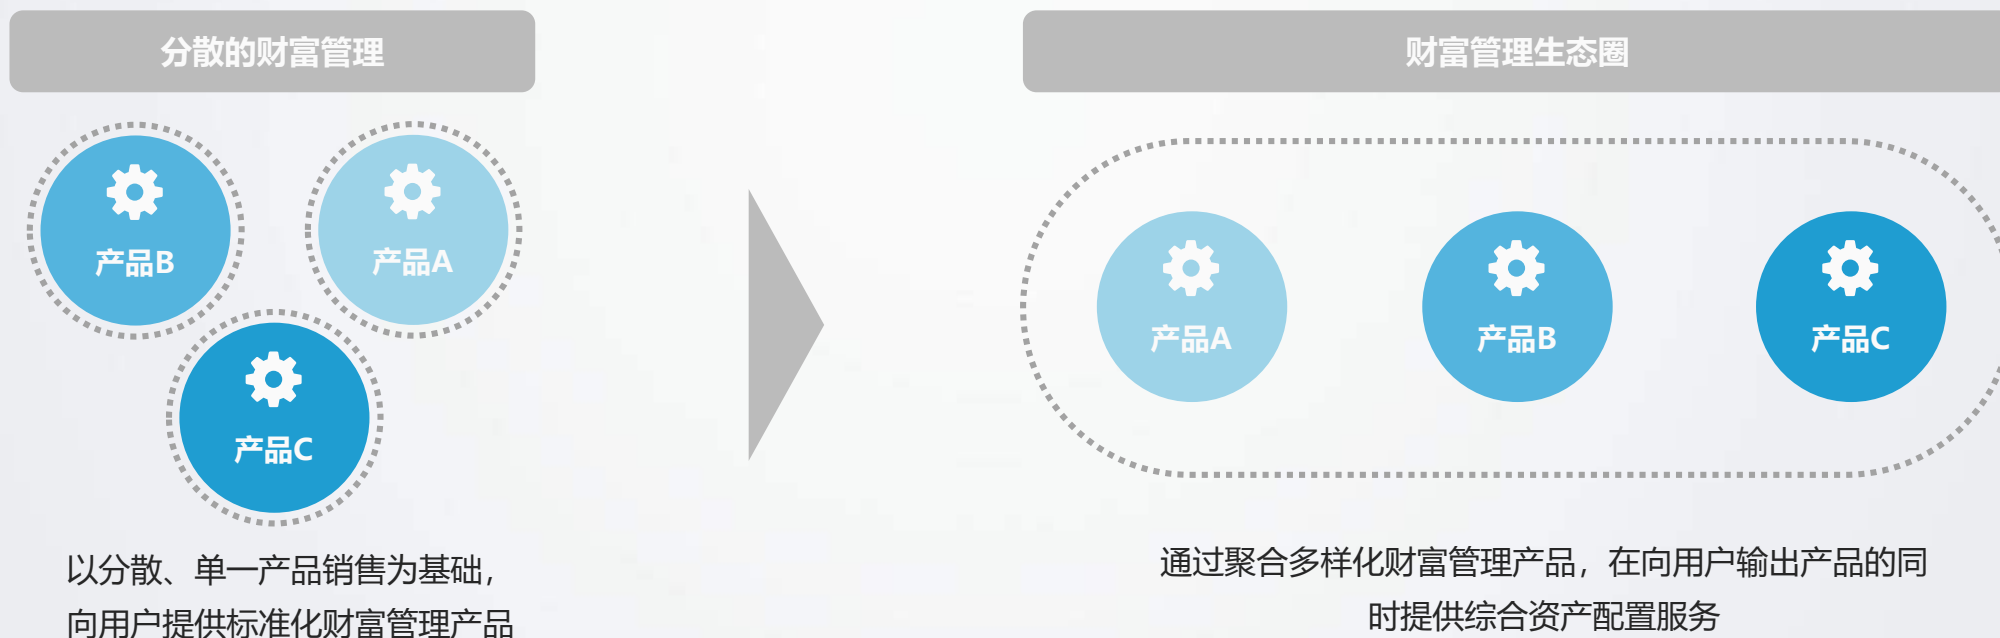 分散的财富管理
产品B
产品A
产品C
以分散、单一产品销售为基础，
向用户提供标准化财富管理产品
财富管理生态圈
产品A
产品B
产品C
通过聚合多样化财富管理产品，在向用户输出产品的同
时提供综合资产配置服务